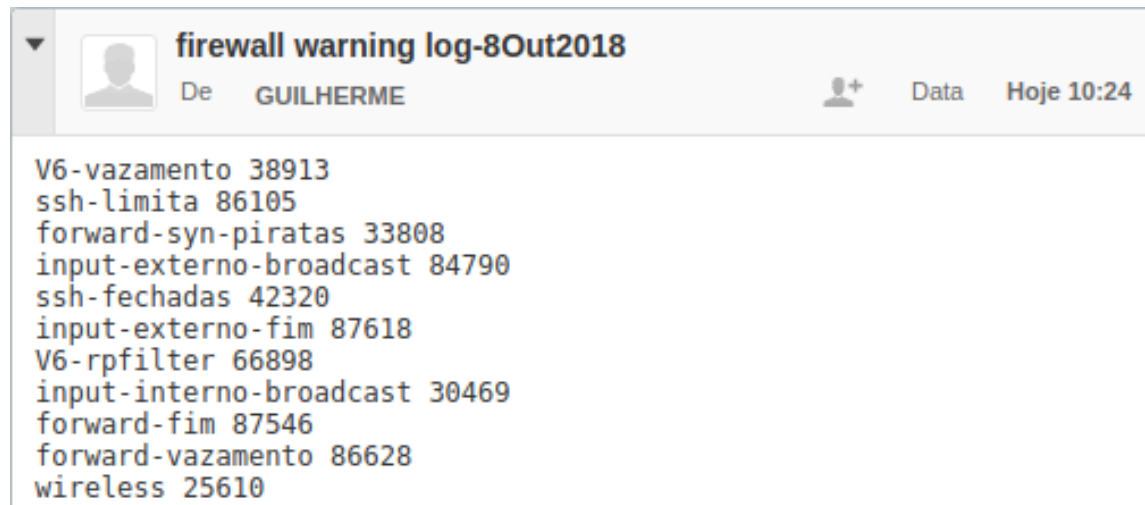 firewall warning log-8Out2018
De GUILHERME Data Hoje 10:24
V6-vazamento 38913
ssh-limita 86105
forward-syn-piratas 33808
input-externo-broadcast 84790
ssh-fechadas 42320
input-externo-fim 87618
V6-rpfilter 66898
input-interno-broadcast 30469
forward-fim 87546
forward-vazamento 86628
wireless 25610